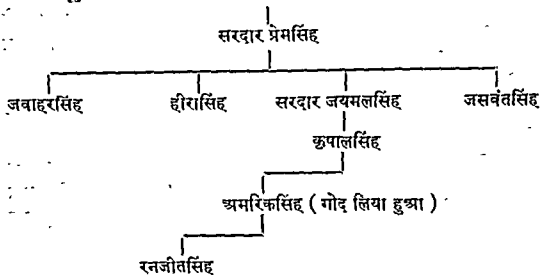 सरदार प्रेमसिंह
जवाहरसिंह हीरासिंह सरदार जयमलसिंह जसवंतसिंह
कृपालसिंह
अमरिकसिंह ( गोद लिया हुआ )
रनजीतसिंह